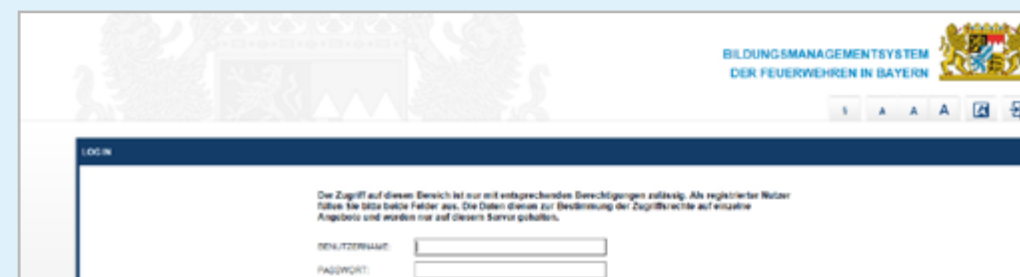 BILDUNGSMANAGEMENTSYSTEM
DER FEUERWEHREN IN BAYERN
A A A
LOGIN
Der Zugriff auf diesen Bereich ist nur mit entsprechenden Berechtigungen zulässig. Als registrierter Nutzer
füllen Sie bitte beide Felder aus. Die Daten dienen zur Bestimmung der Zugriffsrechte auf einzelne
Angebote und werden nur auf diesem Server gehalten.
BENUTZERNAME:
PASSWORT: